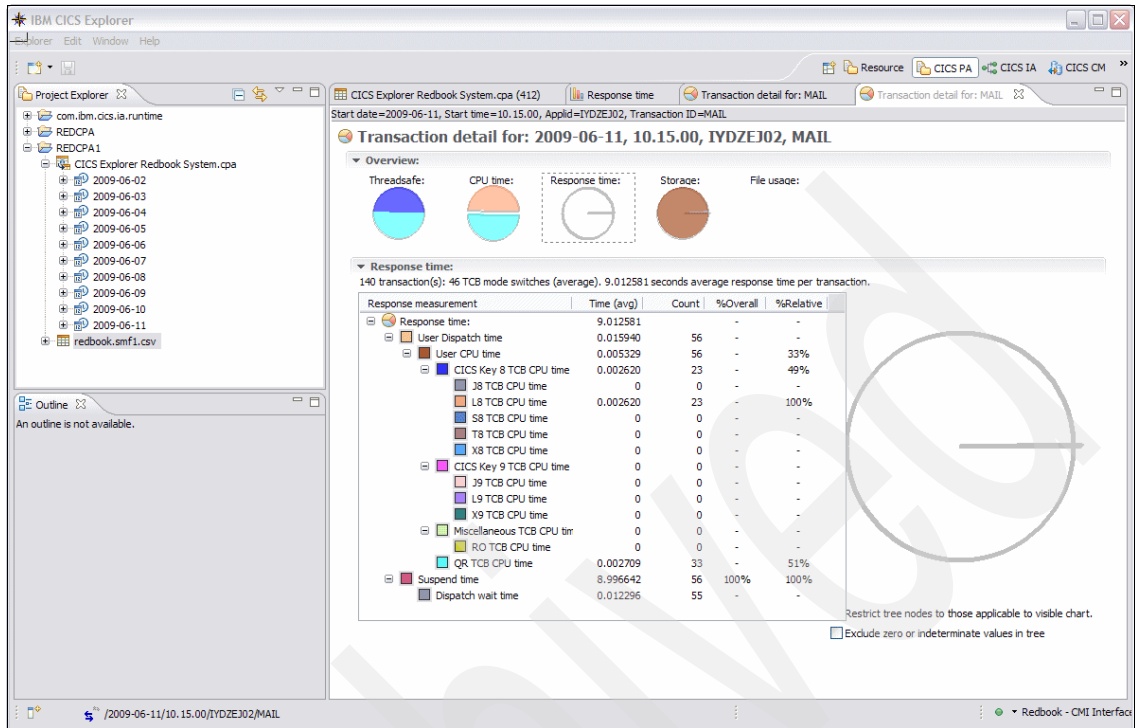 IBM CICS Explorer
Explorer Edit Window Help
Resource CICS PA CICS IA CICS CM »
Project Explorer
com.ibm.cics.ia.runtime
REDCPA
REDCPA1
CICS Explorer Redbook System.cpa
2009-06-02
2009-06-03
2009-06-04
2009-06-05
2009-06-06
2009-06-07
2009-06-08
2009-06-09
2009-06-10
2009-06-11
redbook.smf1.csv
Outline
An outline is not available.
CICS Explorer Redbook System.cpa (412) Response time Transaction detail for: MAIL Transaction detail for: MAIL
Start date=2009-06-11, Start time=10.15.00, Applid=IYDZEJ02, Transaction ID=MAIL
Transaction detail for: 2009-06-11, 10.15.00, IYDZEJ02, MAIL
Overview:
Threadsafe: CPU time: Response time: Storage: File usage:
Response time:
140 transaction(s): 46 TCB mode switches (average). 9.012581 seconds average response time per transaction.
Response measurement Time (avg) Count %Overall %Relative
Response time: 9.012581 - -
User Dispatch time 0.015940 56 - -
User CPU time 0.005329 56 - 33%
CICS Key 8 TCB CPU time 0.002620 23 - 49%
J8 TCB CPU time 0 0 - -
L8 TCB CPU time 0.002620 23 - 100%
S8 TCB CPU time 0 0 - -
T8 TCB CPU time 0 0 - -
X8 TCB CPU time 0 0 - -
CICS Key 9 TCB CPU time 0 0 - -
J9 TCB CPU time 0 0 - -
L9 TCB CPU time 0 0 - -
X9 TCB CPU time 0 0 - -
Miscellaneous TCB CPU tim 0 0 - -
RO TCB CPU time 0 0 - -
QR TCB CPU time 0.002709 33 - 51%
Suspend time 8.996642 56 100% 100%
Dispatch wait time 0.012296 55 - -
Restrict tree nodes to those applicable to visible chart.
Exclude zero or indeterminate values in tree
/2009-06-11/10.15.00/IYDZEJ02/MAIL
Redbook - CMI Interface